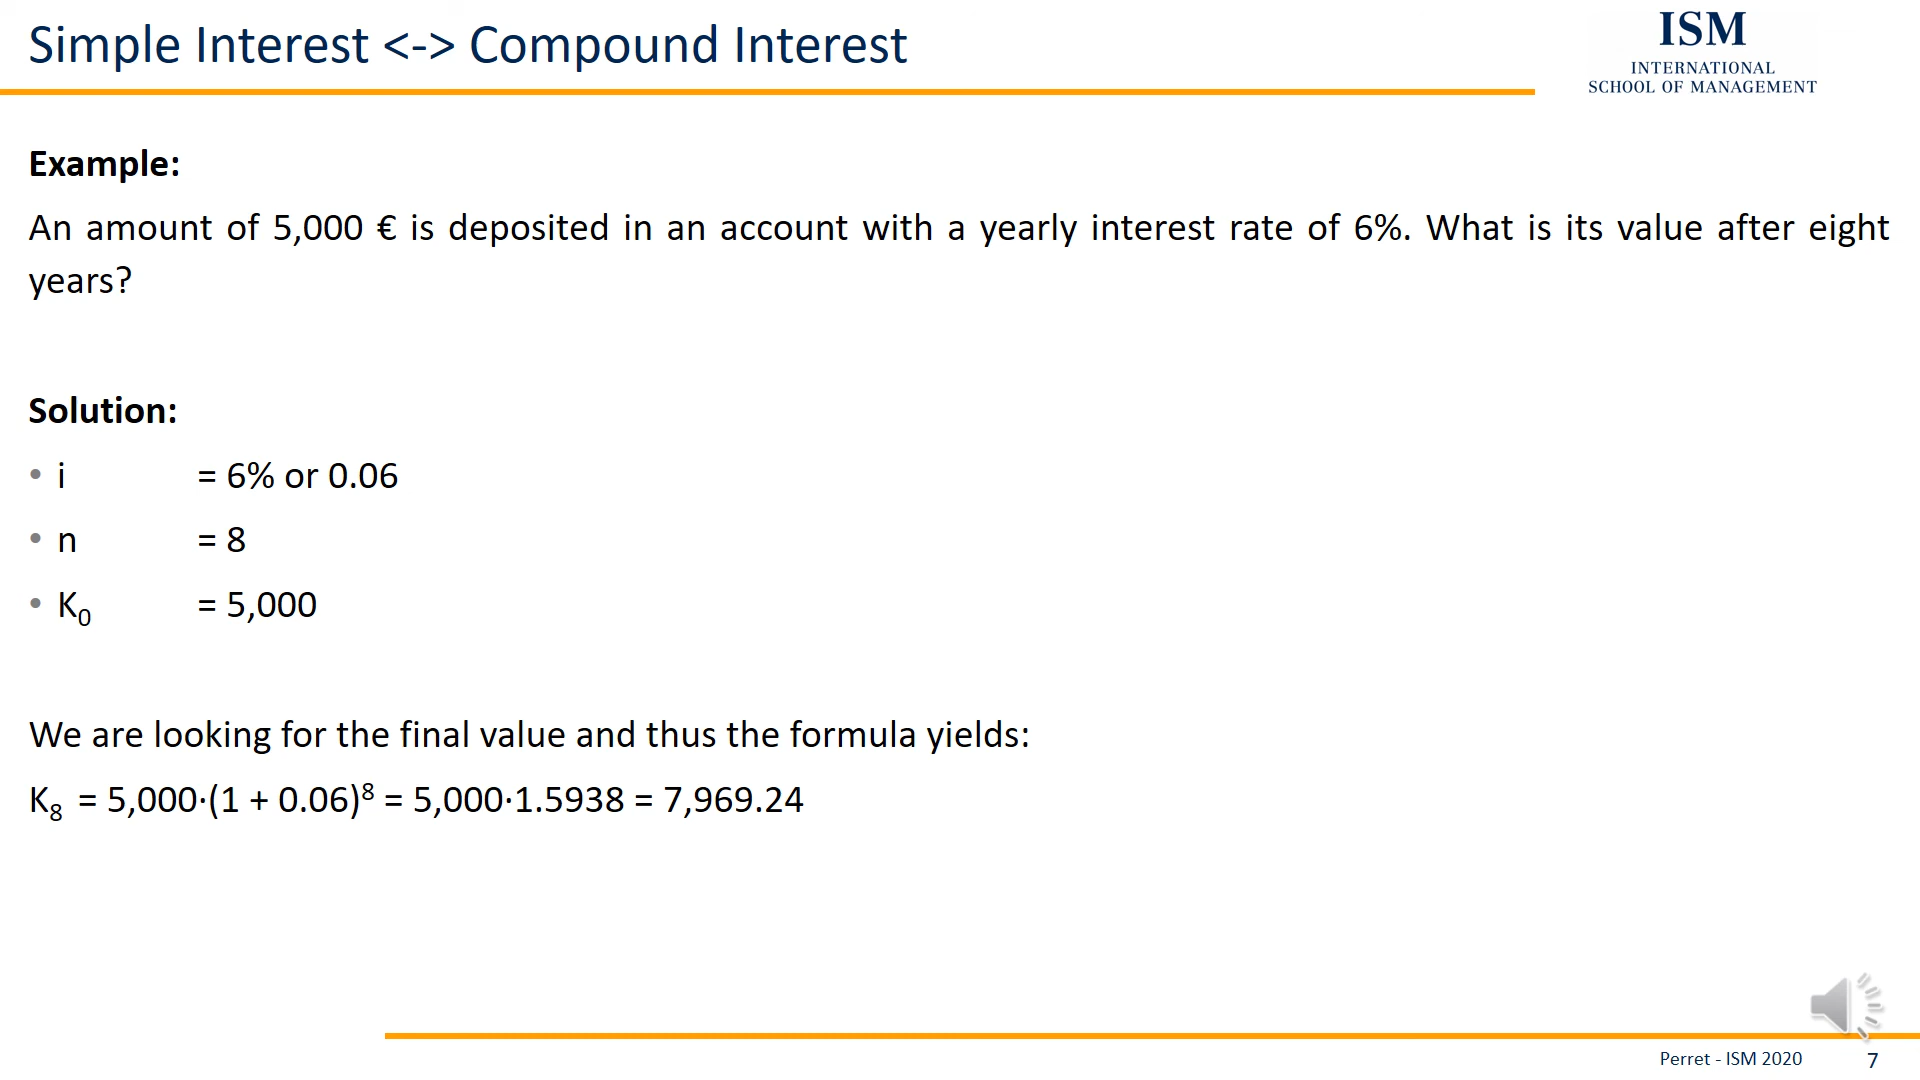 Simple Interest <-> Compound Interest
ISM
INTERNATIONAL
SCHOOL OF MANAGEMENT
Example:
An amount of 5,000 € is deposited in an account with a yearly interest rate of 6%. What is its value after eight
years?
Solution:
• i = 6% or 0.06
• n = 8
• K₀ = 5,000
We are looking for the final value and thus the formula yields:
K₈ = 5,000·(1 + 0.06)⁸ = 5,000·1.5938 = 7,969.24
Perret - ISM 2020 7